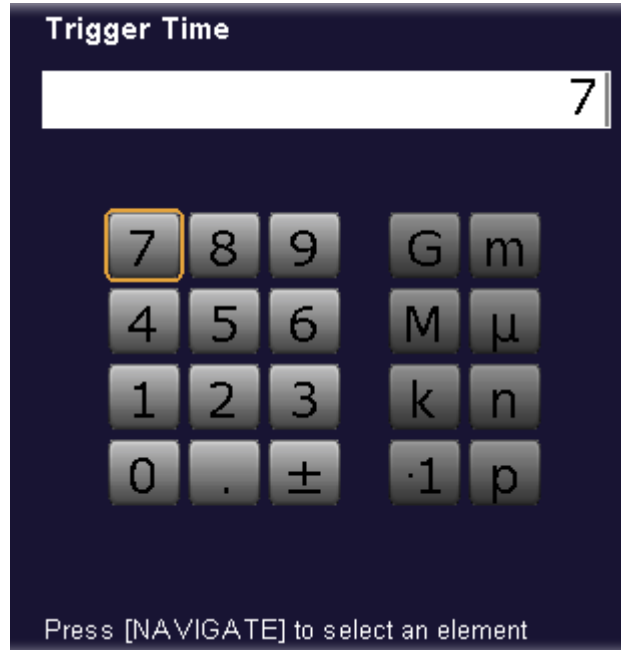 Trigger Time
7
7 8 9 G m
4 5 6 M μ
1 2 3 k n
0 . ± ·1 p
Press [NAVIGATE] to select an element